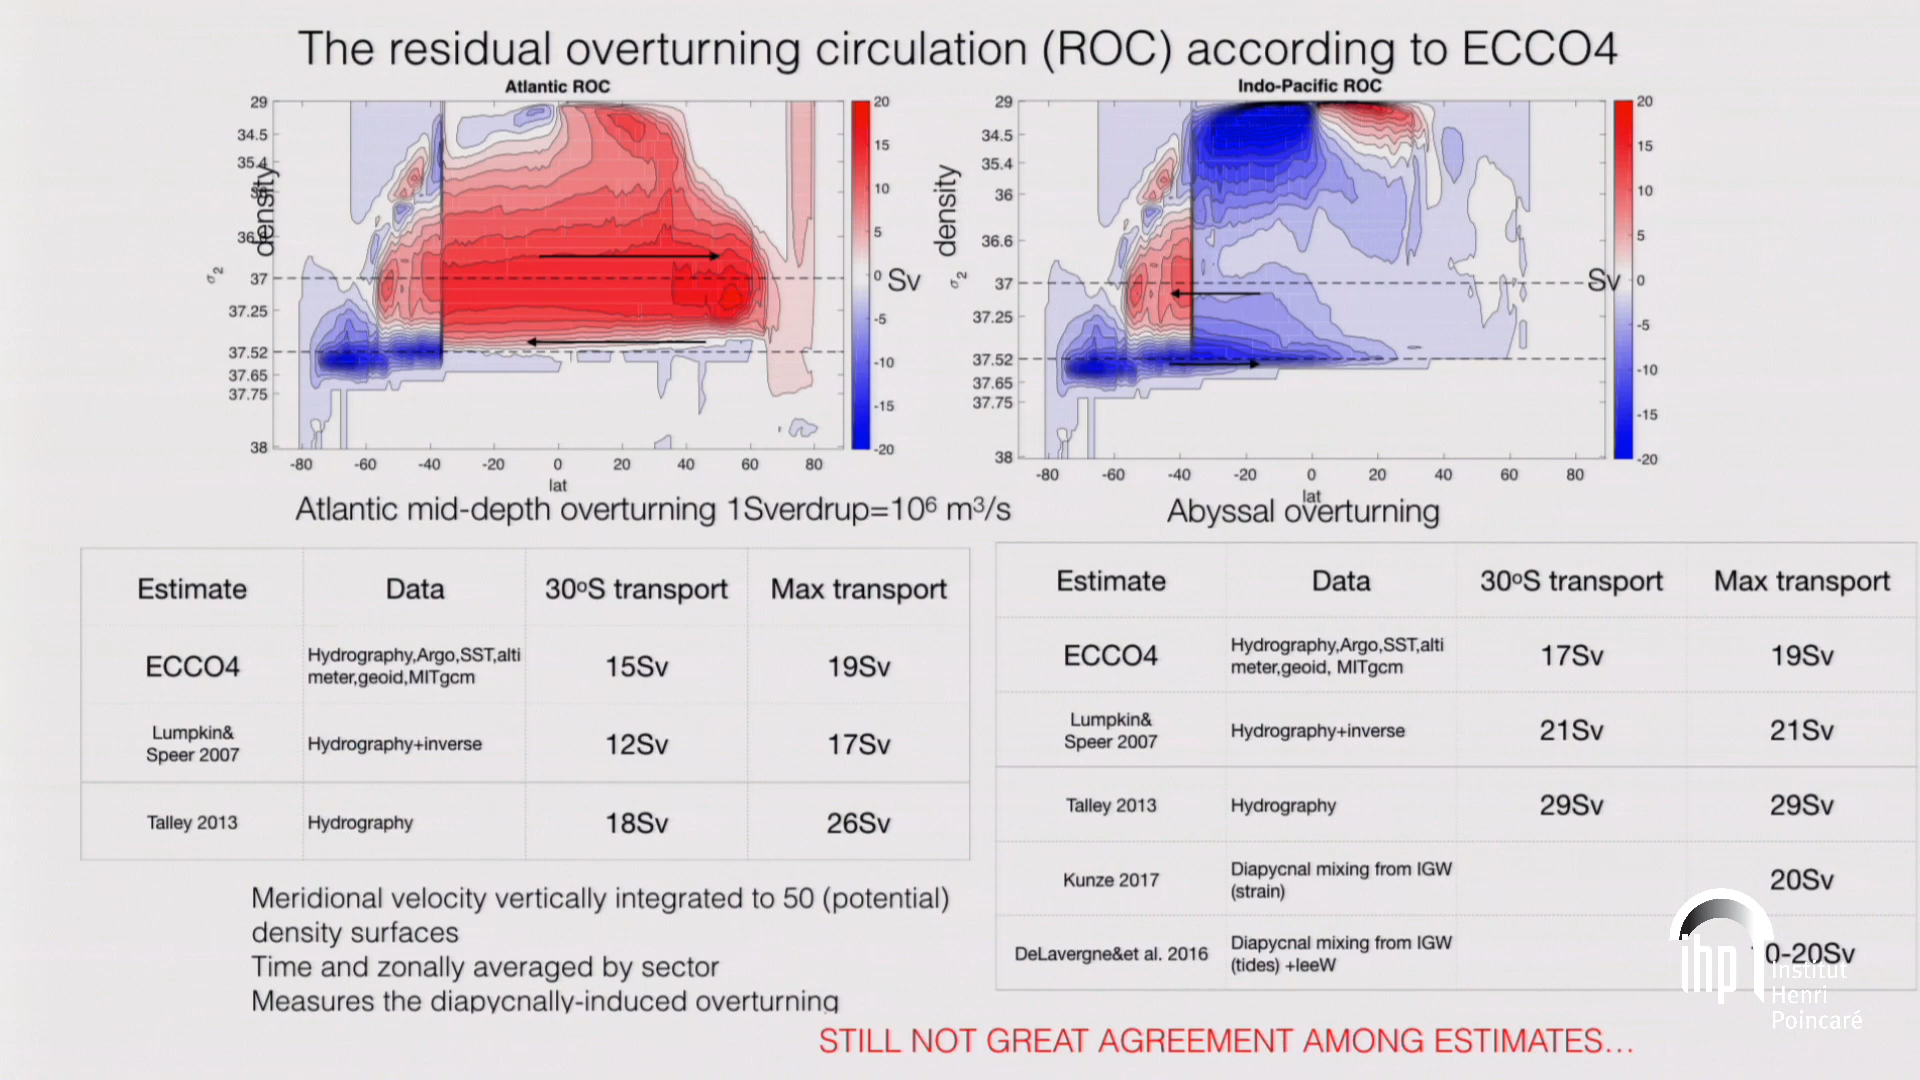 The residual overturning circulation (ROC) according to ECCO4
Atlantic ROC
29
34.5
35.4
36
37
37.25
37.52
37.65
37.75
38
density
σ2
-80 -60 -40 -20 0 20 40 60 80
lat
20
15
10
5
0
-5
-10
-15
-20
Sv
Indo-Pacific ROC
29
34.5
35.4
36
36.6
37
37.25
37.52
37.65
37.75
38
density
σ2
-80 -60 -40 -20 0 20 40 60 80
lat
20
15
10
5
0
-5
-10
-15
-20
Sv
Atlantic mid-depth overturning 1Sverdrup=10⁶ m³/s
Estimate Data 30ºS transport Max transport
ECCO4 Hydrography,Argo,SST,alti
meter,geoid,MITgcm 15Sv 19Sv
Lumpkin&
Speer 2007 Hydrography+inverse 12Sv 17Sv
Talley 2013 Hydrography 18Sv 26Sv
Abyssal overturning
Estimate Data 30ºS transport Max transport
ECCO4 Hydrography,Argo,SST,alti
meter,geoid, MITgcm 17Sv 19Sv
Lumpkin&
Speer 2007 Hydrography+inverse 21Sv 21Sv
Talley 2013 Hydrography 29Sv 29Sv
Kunze 2017 Diapycnal mixing from IGW
(strain) 20Sv
DeLavergne&et al. 2016 Diapycnal mixing from IGW
(tides) +leeW 0-20Sv
Meridional velocity vertically integrated to 50 (potential)
density surfaces
Time and zonally averaged by sector
Measures the diapycnally-induced overturning
STILL NOT GREAT AGREEMENT AMONG ESTIMATES...
ihp
Institut
Henri
Poincaré